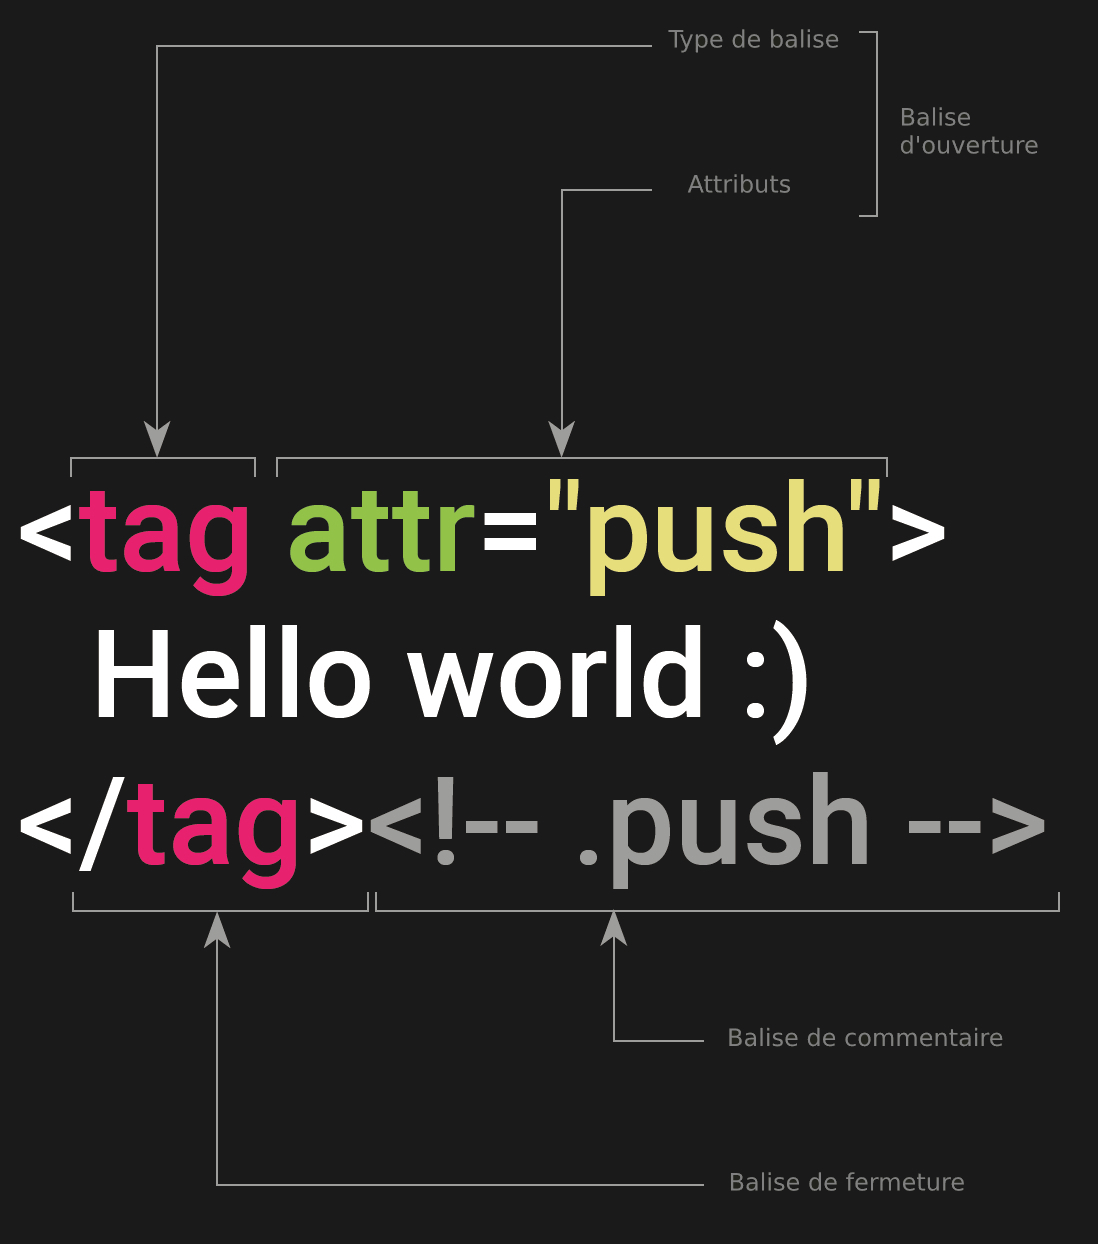 Type de balise
Balise
d'ouverture
Attributs
<tag attr="push">
Hello world :)
</tag><!-- .push -->
Balise de commentaire
Balise de fermeture